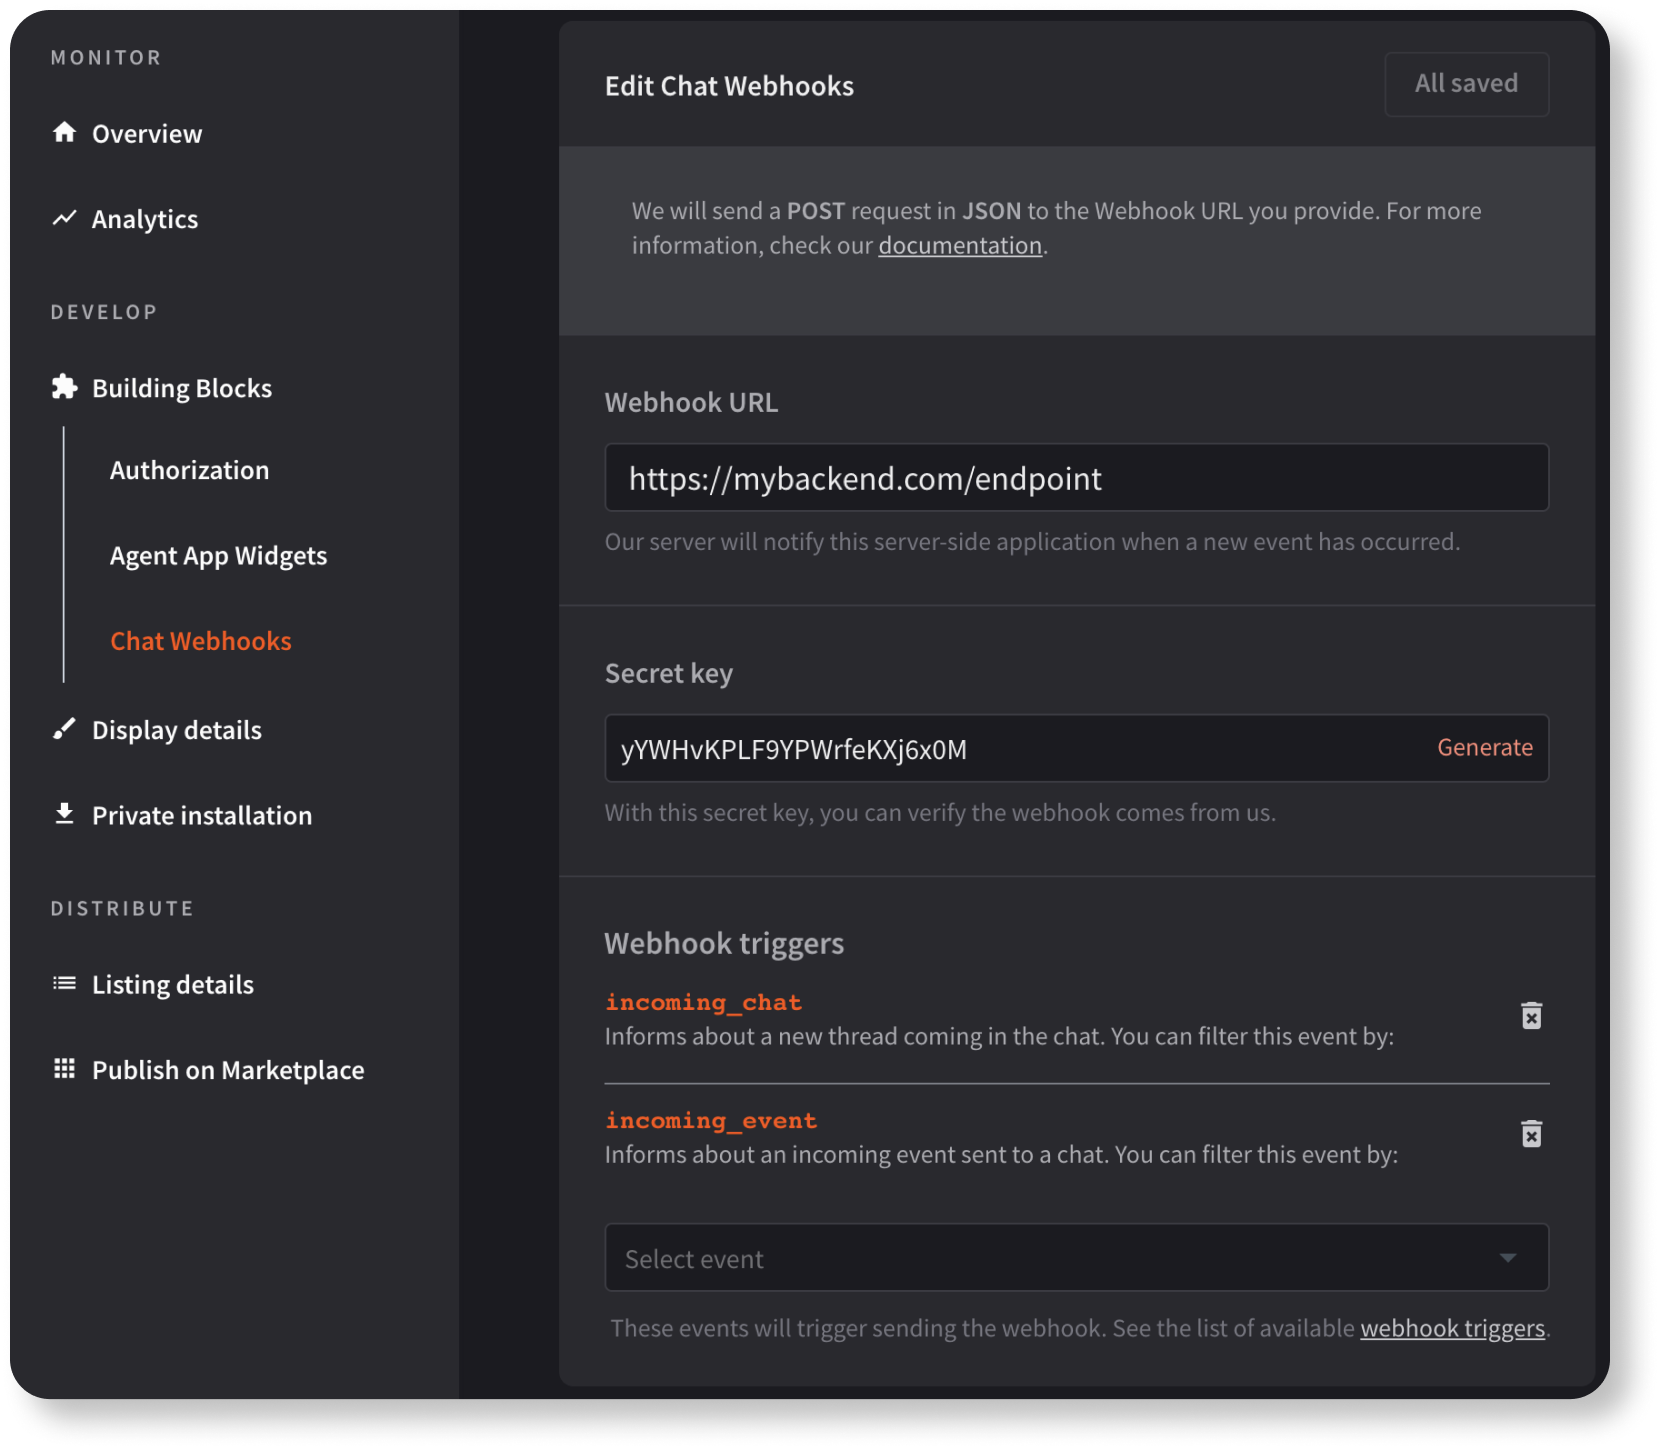 MONITOR
Overview
Analytics
DEVELOP
Building Blocks
Authorization
Agent App Widgets
Chat Webhooks
Display details
Private installation
DISTRIBUTE
Listing details
Publish on Marketplace
Edit Chat Webhooks
All saved
We will send a POST request in JSON to the Webhook URL you provide. For more
information, check our documentation.
Webhook URL
https://mybackend.com/endpoint
Our server will notify this server-side application when a new event has occurred.
Secret key
yYWHvKPLF9YPWrfeKXj6x0M
Generate
With this secret key, you can verify the webhook comes from us.
Webhook triggers
incoming_chat
Informs about a new thread coming in the chat. You can filter this event by:
incoming_event
Informs about an incoming event sent to a chat. You can filter this event by:
Select event
These events will trigger sending the webhook. See the list of available webhook triggers.